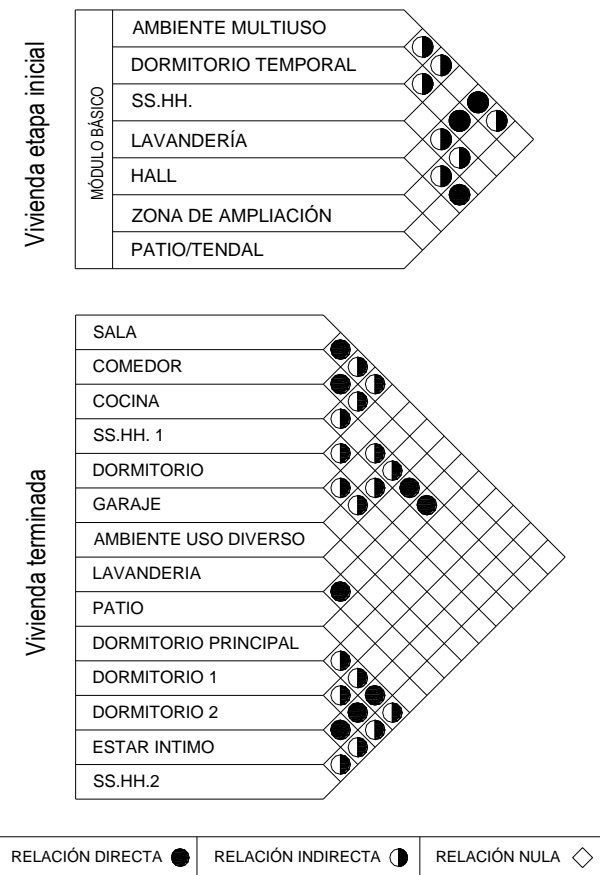 Vivienda etapa inicial
MÓDULO BÁSICO
AMBIENTE MULTIUSO
DORMITORIO TEMPORAL
SS.HH.
LAVANDERÍA
HALL
ZONA DE AMPLIACIÓN
PATIO/TENDAL
Vivienda terminada
SALA
COMEDOR
COCINA
SS.HH. 1
DORMITORIO
GARAJE
AMBIENTE USO DIVERSO
LAVANDERIA
PATIO
DORMITORIO PRINCIPAL
DORMITORIO 1
DORMITORIO 2
ESTAR INTIMO
SS.HH.2
RELACIÓN DIRECTA
RELACIÓN INDIRECTA
RELACIÓN NULA